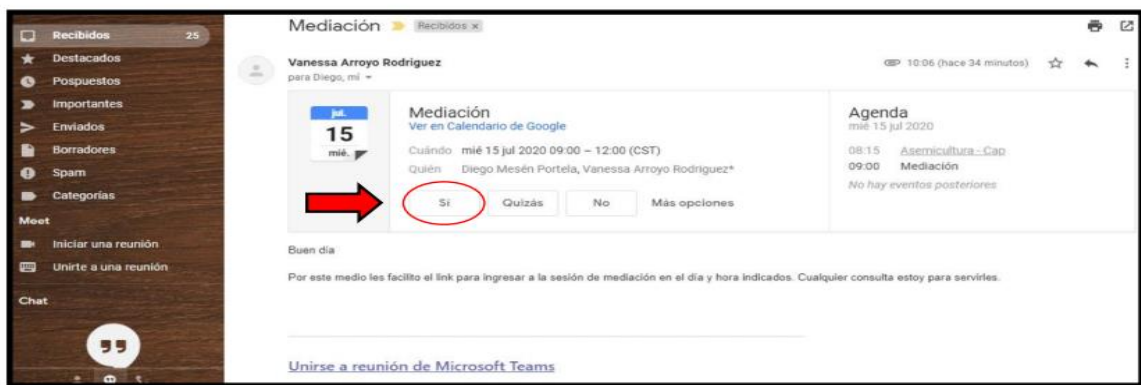 Recibidos 25
Destacados
Pospuestos
Importantes
Enviados
Borradores
Spam
Categorías
Meet
Iniciar una reunión
Unirte a una reunión
Chat
Mediación Recibidos x
Vanessa Arroyo Rodriguez
para Diego, mí
10:06 (hace 34 minutos)
jul.
15
mié.
Mediación
Ver en Calendario de Google
Cuándo mié 15 jul 2020 09:00 – 12:00 (CST)
Quién Diego Mesén Portela, Vanessa Arroyo Rodriguez*
Sí Quizás No Más opciones
Agenda
mié 15 jul 2020
08:15 Asemicultura - Cap
09:00 Mediación
No hay eventos posteriores
Buen día
Por este medio les facilito el link para ingresar a la sesión de mediación en el día y hora indicados. Cualquier consulta estoy para servirles.
Unirse a reunión de Microsoft Teams